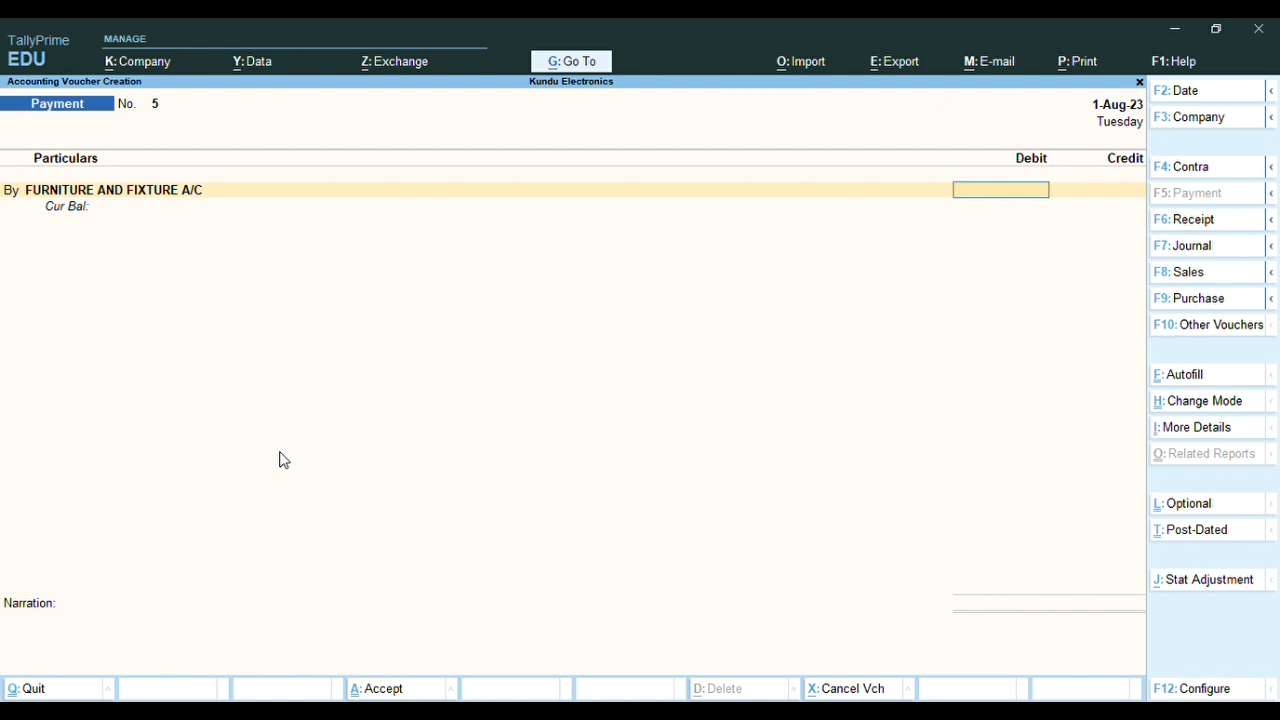 TallyPrime
EDU
MANAGE
K: Company Y: Data Z: Exchange G: Go To O: Import E: Export M: E-mail P: Print F1: Help
Accounting Voucher Creation Kundu Electronics x
Payment No. 5 1-Aug-23
Tuesday
Particulars Debit Credit
By FURNITURE AND FIXTURE A/C
Cur Bal:
Narration:
F2: Date
F3: Company
F4: Contra
F5: Payment
F6: Receipt
F7: Journal
F8: Sales
F9: Purchase
F10: Other Vouchers
F: Autofill
H: Change Mode
I: More Details
O: Related Reports
L: Optional
T: Post-Dated
J: Stat Adjustment
Q: Quit A: Accept D: Delete X: Cancel Vch F12: Configure